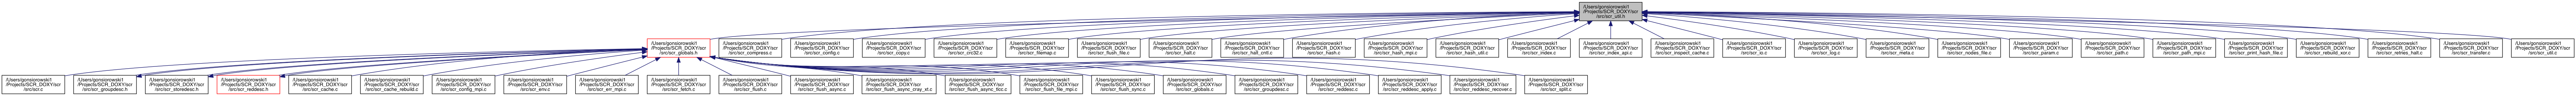 /Users/gonsiorowski1
/Projects/SCR_DOXY/scr
/src/scr_util.h
/Users/gonsiorowski1
/Projects/SCR_DOXY/scr
/src/scr_globals.h
/Users/gonsiorowski1
/Projects/SCR_DOXY/scr
/src/scr_compress.c
/Users/gonsiorowski1
/Projects/SCR_DOXY/scr
/src/scr_config.c
/Users/gonsiorowski1
/Projects/SCR_DOXY/scr
/src/scr_copy.c
/Users/gonsiorowski1
/Projects/SCR_DOXY/scr
/src/scr_crc32.c
/Users/gonsiorowski1
/Projects/SCR_DOXY/scr
/src/scr_filemap.c
/Users/gonsiorowski1
/Projects/SCR_DOXY/scr
/src/scr_flush_file.c
/Users/gonsiorowski1
/Projects/SCR_DOXY/scr
/src/scr_halt.c
/Users/gonsiorowski1
/Projects/SCR_DOXY/scr
/src/scr_halt_cntl.c
/Users/gonsiorowski1
/Projects/SCR_DOXY/scr
/src/scr_hash.c
/Users/gonsiorowski1
/Projects/SCR_DOXY/scr
/src/scr_hash_mpi.c
/Users/gonsiorowski1
/Projects/SCR_DOXY/scr
/src/scr_hash_util.c
/Users/gonsiorowski1
/Projects/SCR_DOXY/scr
/src/scr_index.c
/Users/gonsiorowski1
/Projects/SCR_DOXY/scr
/src/scr_index_api.c
/Users/gonsiorowski1
/Projects/SCR_DOXY/scr
/src/scr_inspect_cache.c
/Users/gonsiorowski1
/Projects/SCR_DOXY/scr
/src/scr_io.c
/Users/gonsiorowski1
/Projects/SCR_DOXY/scr
/src/scr_log.c
/Users/gonsiorowski1
/Projects/SCR_DOXY/scr
/src/scr_meta.c
/Users/gonsiorowski1
/Projects/SCR_DOXY/scr
/src/scr_nodes_file.c
/Users/gonsiorowski1
/Projects/SCR_DOXY/scr
/src/scr_param.c
/Users/gonsiorowski1
/Projects/SCR_DOXY/scr
/src/scr_path.c
/Users/gonsiorowski1
/Projects/SCR_DOXY/scr
/src/scr_path_mpi.c
/Users/gonsiorowski1
/Projects/SCR_DOXY/scr
/src/scr_print_hash_file.c
/Users/gonsiorowski1
/Projects/SCR_DOXY/scr
/src/scr_rebuild_xor.c
/Users/gonsiorowski1
/Projects/SCR_DOXY/scr
/src/scr_retries_halt.c
/Users/gonsiorowski1
/Projects/SCR_DOXY/scr
/src/scr_transfer.c
/Users/gonsiorowski1
/Projects/SCR_DOXY/scr
/src/scr_util.c
/Users/gonsiorowski1
/Projects/SCR_DOXY/scr
/src/scr.c
/Users/gonsiorowski1
/Projects/SCR_DOXY/scr
/src/scr_groupdesc.h
/Users/gonsiorowski1
/Projects/SCR_DOXY/scr
/src/scr_storedesc.h
/Users/gonsiorowski1
/Projects/SCR_DOXY/scr
/src/scr_reddesc.h
/Users/gonsiorowski1
/Projects/SCR_DOXY/scr
/src/scr_cache.c
/Users/gonsiorowski1
/Projects/SCR_DOXY/scr
/src/scr_cache_rebuild.c
/Users/gonsiorowski1
/Projects/SCR_DOXY/scr
/src/scr_config_mpi.c
/Users/gonsiorowski1
/Projects/SCR_DOXY/scr
/src/scr_env.c
/Users/gonsiorowski1
/Projects/SCR_DOXY/scr
/src/scr_err_mpi.c
/Users/gonsiorowski1
/Projects/SCR_DOXY/scr
/src/scr_fetch.c
/Users/gonsiorowski1
/Projects/SCR_DOXY/scr
/src/scr_flush.c
/Users/gonsiorowski1
/Projects/SCR_DOXY/scr
/src/scr_flush_async.c
/Users/gonsiorowski1
/Projects/SCR_DOXY/scr
/src/scr_flush_async_cray_xt.c
/Users/gonsiorowski1
/Projects/SCR_DOXY/scr
/src/scr_flush_async_tlcc.c
/Users/gonsiorowski1
/Projects/SCR_DOXY/scr
/src/scr_flush_file_mpi.c
/Users/gonsiorowski1
/Projects/SCR_DOXY/scr
/src/scr_flush_sync.c
/Users/gonsiorowski1
/Projects/SCR_DOXY/scr
/src/scr_globals.c
/Users/gonsiorowski1
/Projects/SCR_DOXY/scr
/src/scr_groupdesc.c
/Users/gonsiorowski1
/Projects/SCR_DOXY/scr
/src/scr_reddesc.c
/Users/gonsiorowski1
/Projects/SCR_DOXY/scr
/src/scr_reddesc_apply.c
/Users/gonsiorowski1
/Projects/SCR_DOXY/scr
/src/scr_reddesc_recover.c
/Users/gonsiorowski1
/Projects/SCR_DOXY/scr
/src/scr_split.c